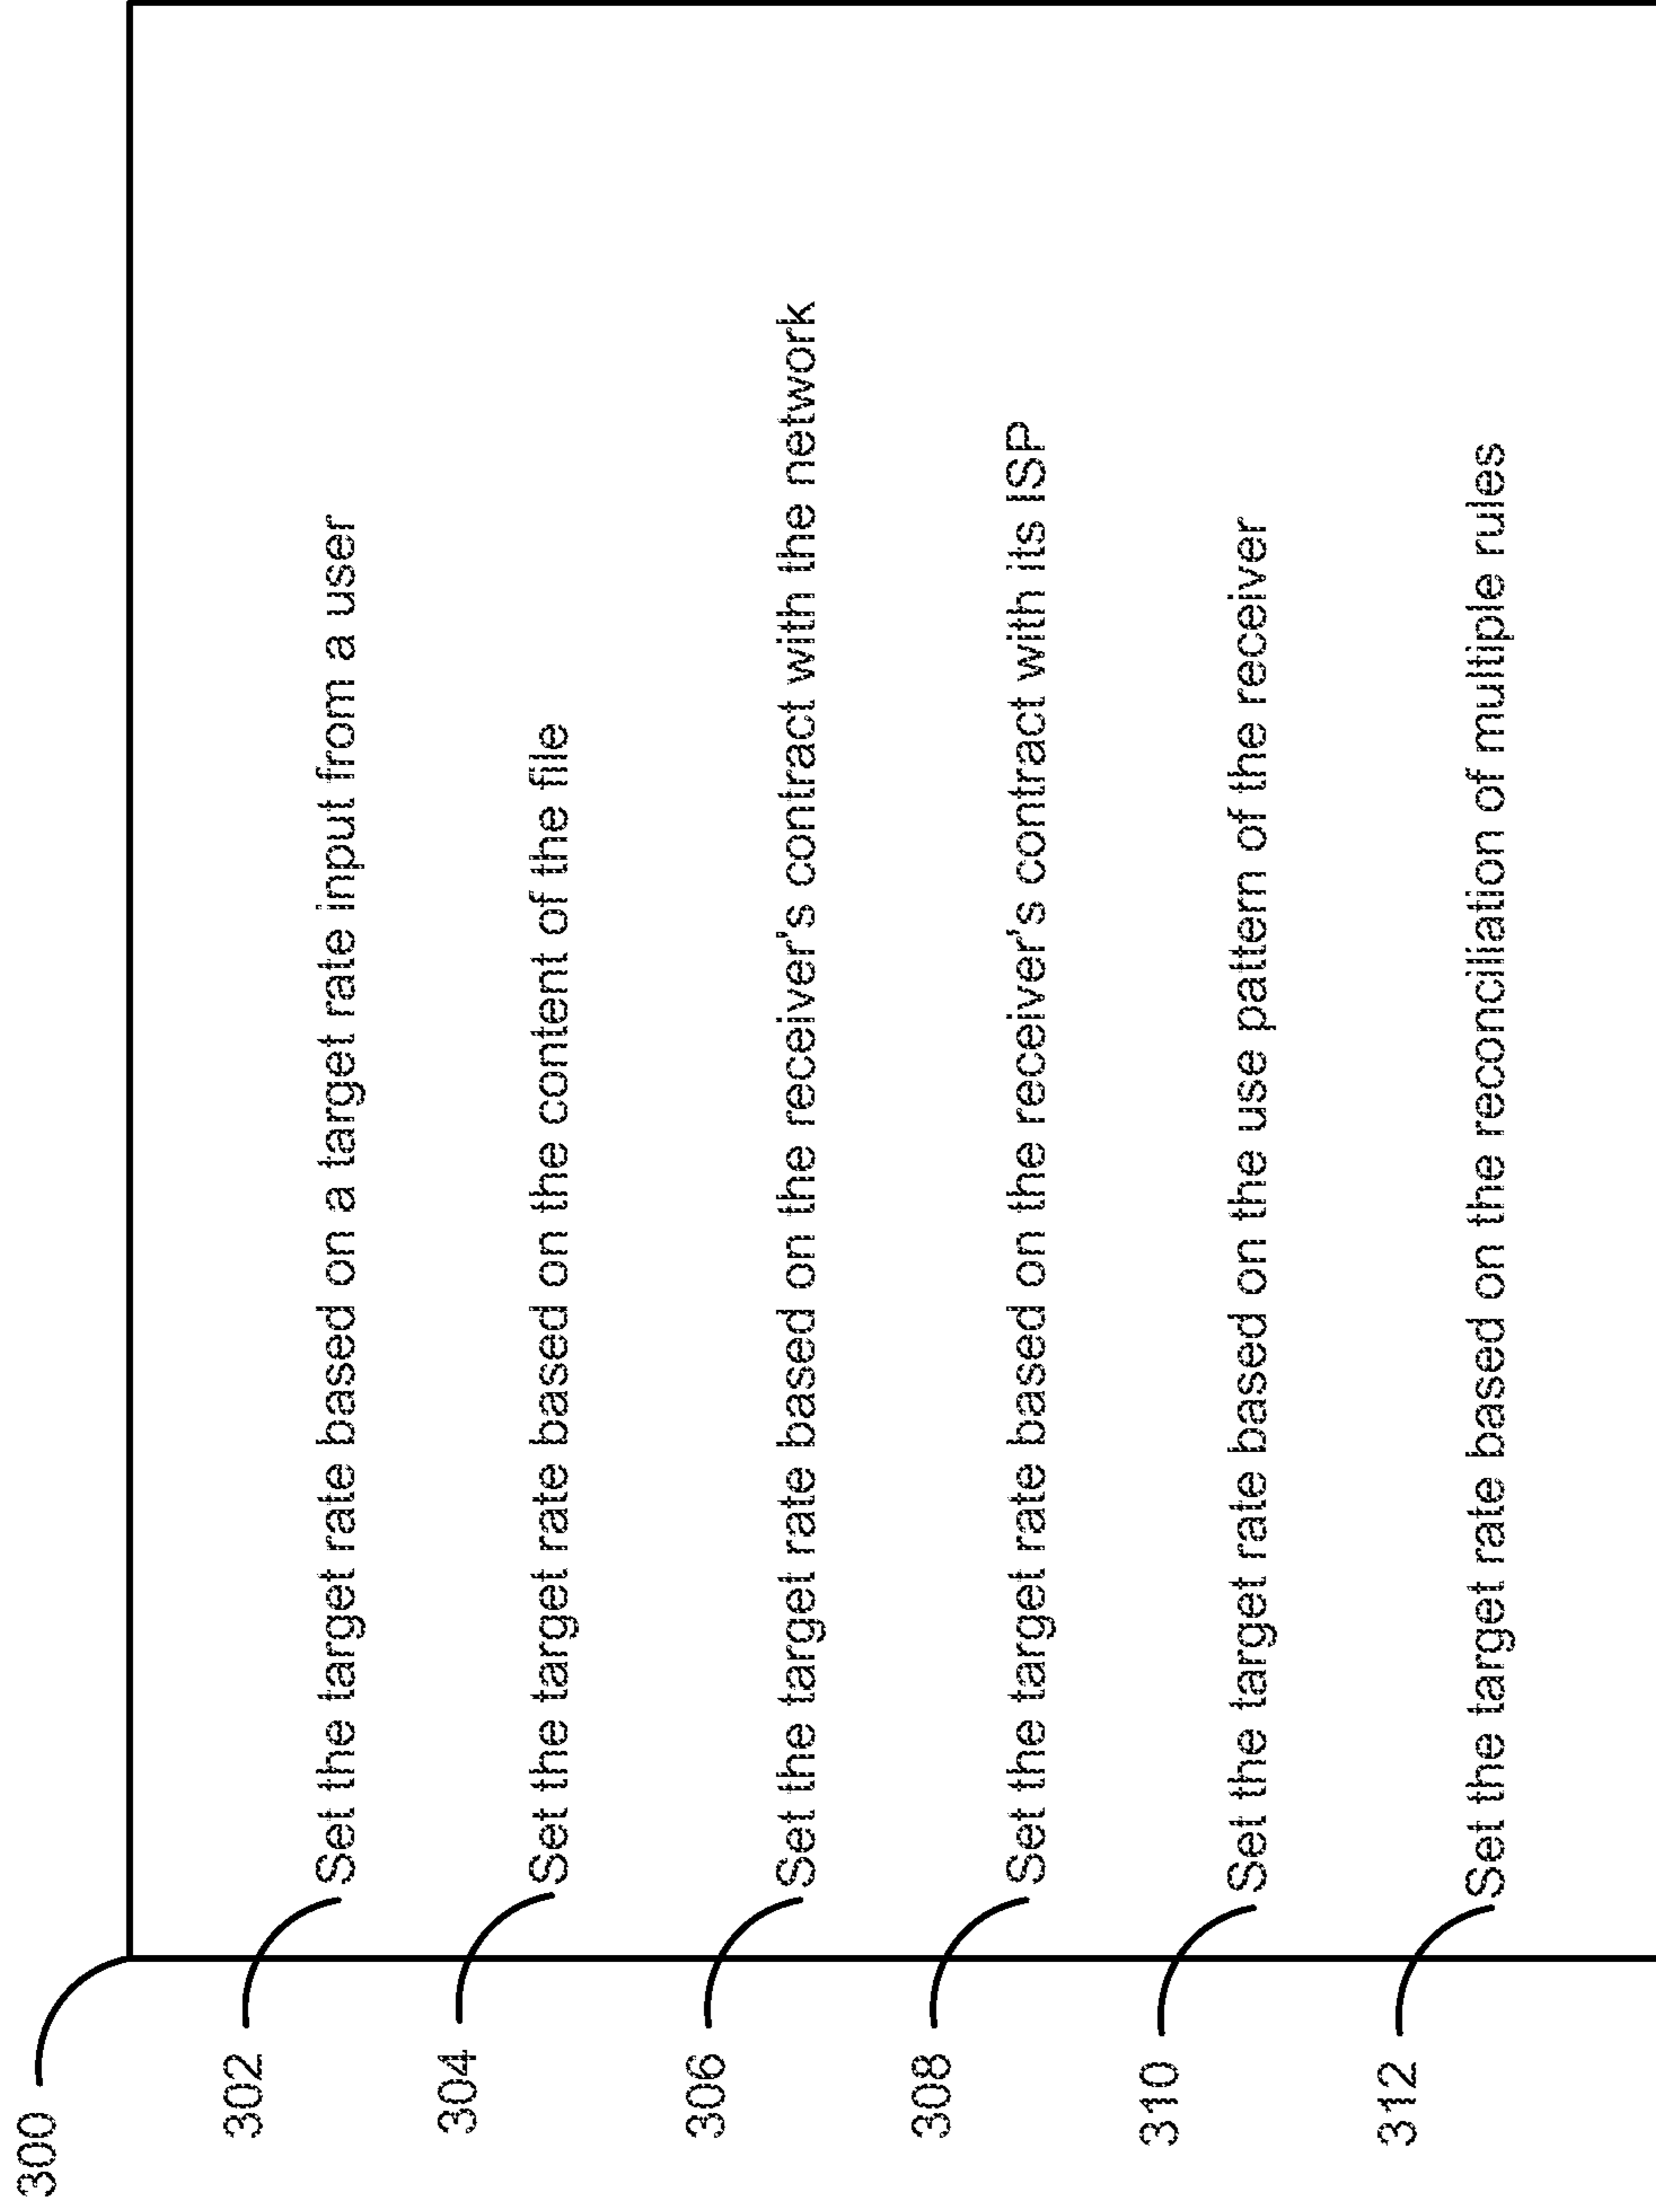 300
302 Set the target rate based on a target rate input from a user
304 Set the target rate based on the content of the file
306 Set the target rate based on the receiver's contract with the network
308 Set the target rate based on the receiver's contract with its ISP
310 Set the target rate based on the use pattern of the receiver
312 Set the target rate based on the reconciliation of multiple rules